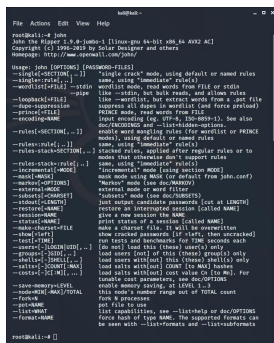 kali@kali: ~
File Actions Edit View Help
root@kali:~# john
John the Ripper 1.9.0-jumbo-1 [linux-gnu 64-bit x86_64 AVX2 AC]
Copyright (c) 1996-2019 by Solar Designer and others
Homepage: http://www.openwall.com/john/
Usage: john [OPTIONS] [PASSWORD-FILES]
--single[=SECTION[,..]] "single crack" mode, using default or named rules
--single=:rule[,..] same, using "immediate" rule(s)
--wordlist[=FILE] --stdin wordlist mode, read words from FILE or stdin
--pipe like --stdin, but bulk reads, and allows rules
--loopback[=FILE] like --wordlist, but extract words from a .pot file
--dupe-suppression suppress all dupes in wordlist (and force preload)
--prince[=FILE] PRINCE mode, read words from FILE
--encoding=NAME input encoding (eg. UTF-8, ISO-8859-1). See also
doc/ENCODINGS and --list=hidden-options.
--rules[=SECTION[,..]] enable word mangling rules (for wordlist or PRINCE
modes), using default or named rules
--rules=:rule[;..]] same, using "immediate" rule(s)
--rules-stack=SECTION[,..] stacked rules, applied after regular rules or to
modes that otherwise don't support rules
--rules-stack=:rule[;..] same, using "immediate" rule(s)
--incremental[=MODE] "incremental" mode [using section MODE]
--mask[=MASK] mask mode using MASK (or default from john.conf)
--markov[=OPTIONS] "Markov" mode (see doc/MARKOV)
--external=MODE external mode or word filter
--subsets[=CHARSET] "subsets" mode (see doc/SUBSETS)
--stdout[=LENGTH] just output candidate passwords [cut at LENGTH]
--restore[=NAME] restore an interrupted session [called NAME]
--session=NAME give a new session the NAME
--status[=NAME] print status of a session [called NAME]
--make-charset=FILE make a charset file. It will be overwritten
--show[=left] show cracked passwords [if =left, then uncracked]
--test[=TIME] run tests and benchmarks for TIME seconds each
--users=[-]LOGIN|UID[,..] [do not] load this (these) user(s) only
--groups=[-]GID[,..] load users [not] of this (these) group(s) only
--shells=[-]SHELL[,..] load users with[out] this (these) shell(s) only
--salts=[-]COUNT[:MAX] load salts with[out] COUNT [to MAX] hashes
--costs=[-]C[:M][,...] load salts with[out] cost value Cn [to Mn]. For
tunable cost parameters, see doc/OPTIONS
--save-memory=LEVEL enable memory saving, at LEVEL 1..3
--node=MIN[-MAX]/TOTAL this node's number range out of TOTAL count
--fork=N fork N processes
--pot=NAME pot file to use
--list=WHAT list capabilities, see --list=help or doc/OPTIONS
--format=NAME force hash of type NAME. The supported formats can
be seen with --list=formats and --list=subformats
root@kali:~#